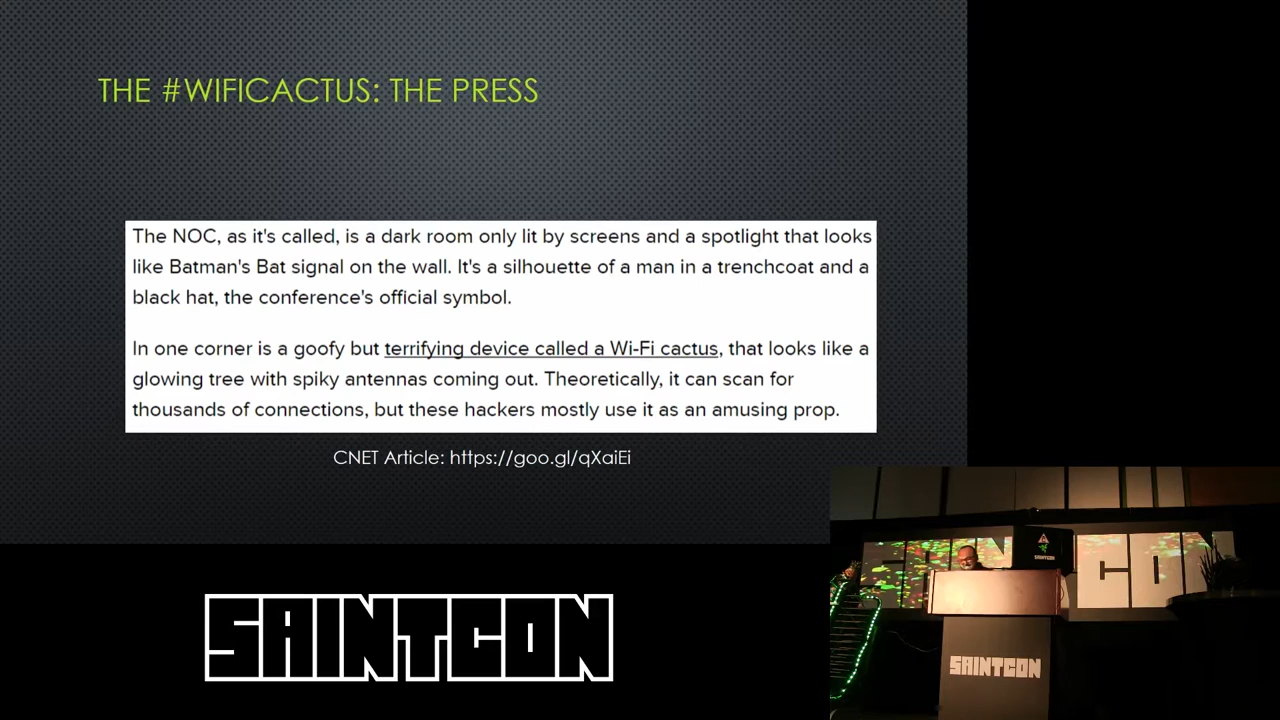 THE #WIFICACTUS: THE PRESS
The NOC, as it's called, is a dark room only lit by screens and a spotlight that looks
like Batman's Bat signal on the wall. It's a silhouette of a man in a trenchcoat and a
black hat, the conference's official symbol.
In one corner is a goofy but terrifying device called a Wi-Fi cactus, that looks like a
glowing tree with spiky antennas coming out. Theoretically, it can scan for
thousands of connections, but these hackers mostly use it as an amusing prop.
CNET Article: https://goo.gl/qXaiEi
SAINTCON
SAINTCON
SAINTCON